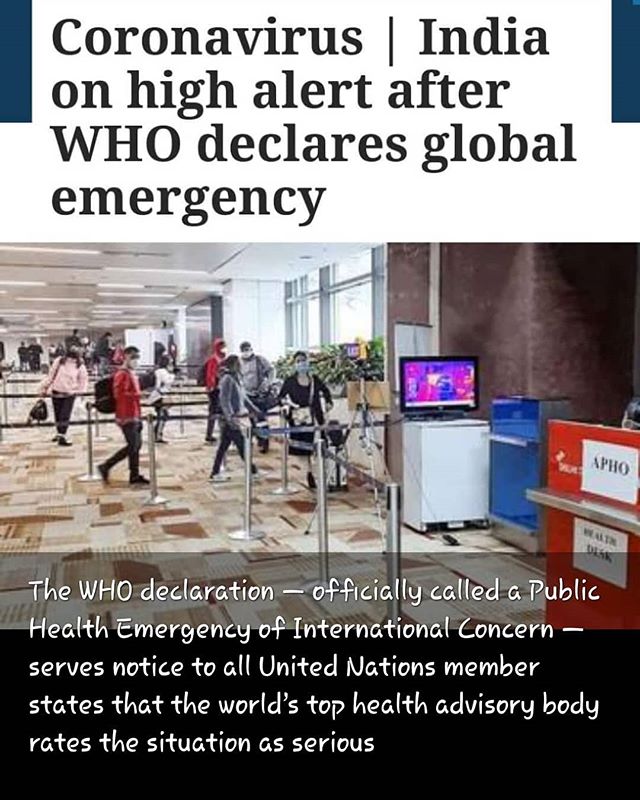 Coronavirus | India
on high alert after
WHO declares global
emergency
APHO
HEALTH
DESK
The WHO declaration — officially called a Public
Health Emergency of International Concern —
serves notice to all United Nations member
states that the world's top health advisory body
rates the situation as serious